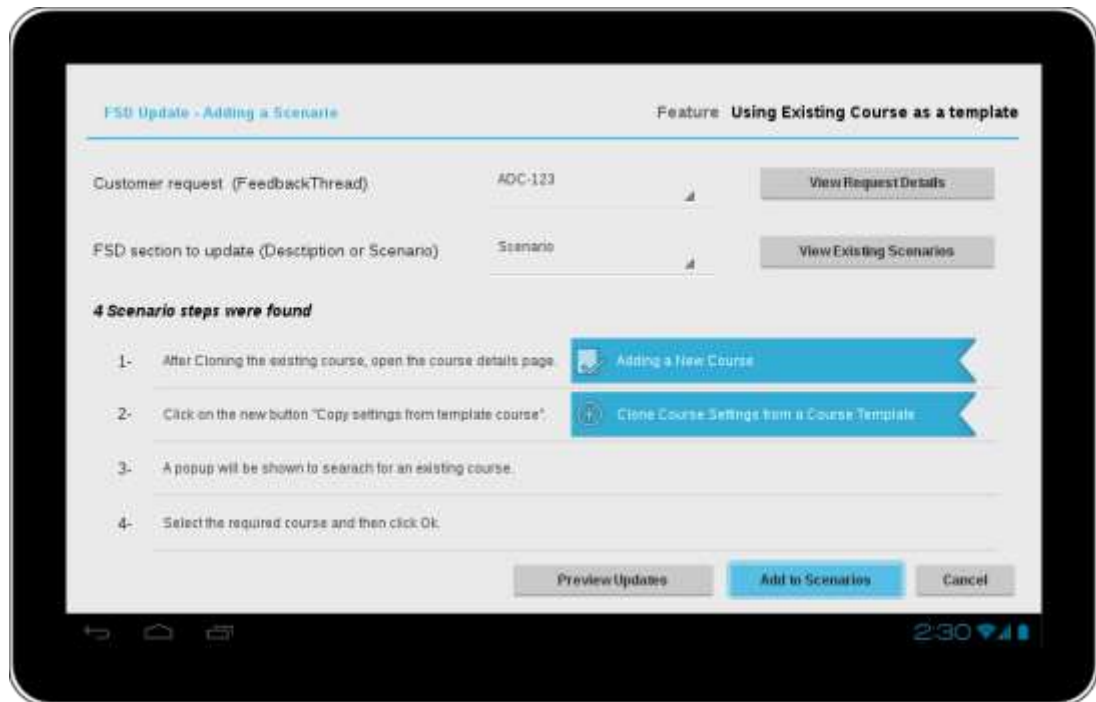 FSD Update - Adding a Scenario
Feature Using Existing Course as a template
Customer request (FeedbackThread)
ADC-123
View Request Details
FSD section to update (Desctiption or Scenario)
Scenario
View Existing Scenarios
4 Scenario steps were found
1- After Cloning the existing course, open the course details page.
Adding a New Course
2- Click on the new button "Copy settings from template course".
Clone Course Settings from a Course Template
3- A popup will be shown to searach for an existing course.
4- Select the required course and then click Ok.
Preview Updates
Add to Scenarios
Cancel
2:30